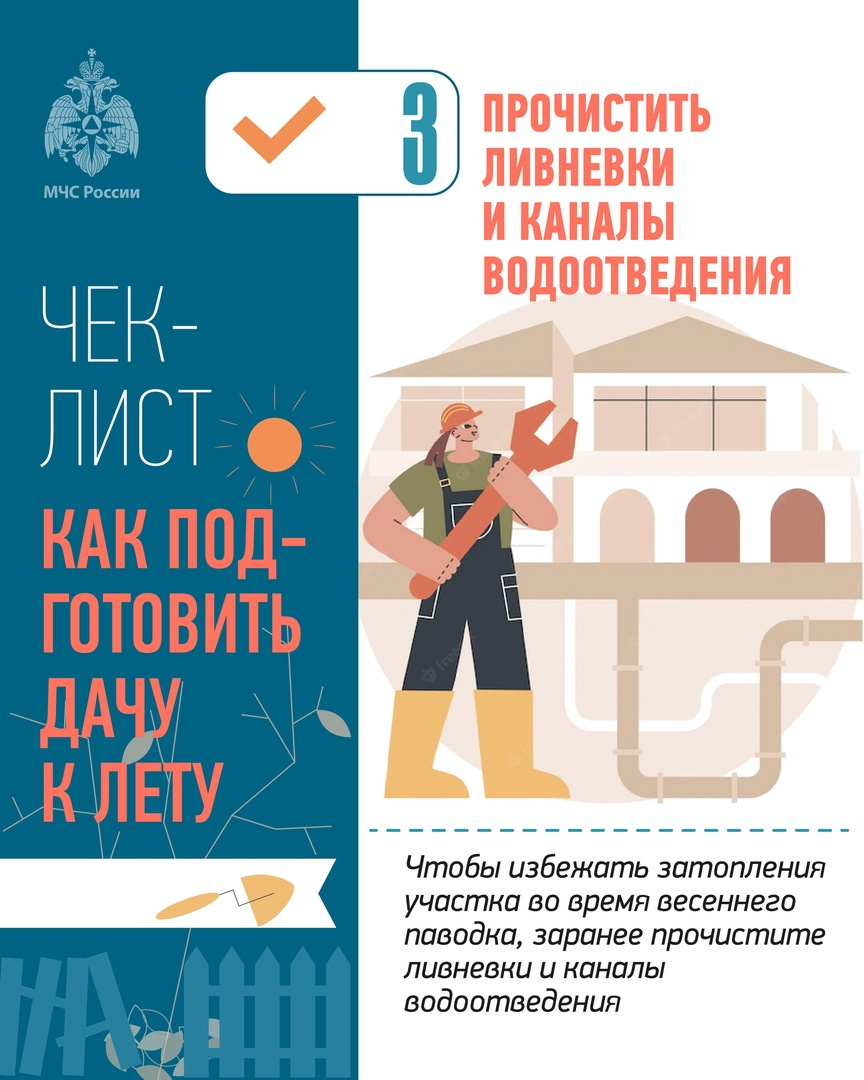 МЧС России
ЧЕК-
ЛИСТ
КАК ПОД-
ГОТОВИТЬ
ДАЧУ
К ЛЕТУ
3
ПРОЧИСТИТЬ
ЛИВНЕВКИ
И КАНАЛЫ
ВОДООТВЕДЕНИЯ
Чтобы избежать затопления
участка во время весеннего
паводка, заранее прочистите
ливневки и каналы
водоотведения